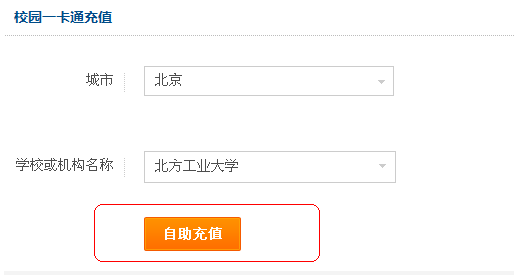 校园一卡通充值
城市
北京
学校或机构名称
北方工业大学
自助充值